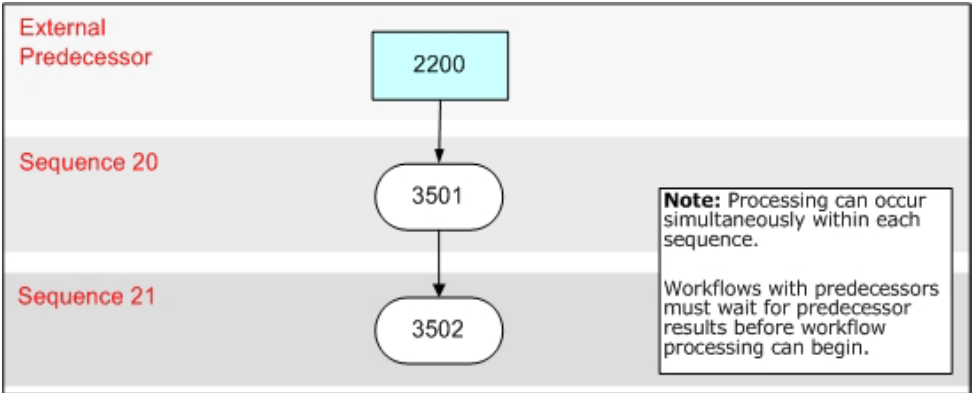 External
Predecessor
2200
Sequence 20
3501
Note: Processing can occur
simultaneously within each
sequence.
Workflows with predecessors
must wait for predecessor
results before workflow
processing can begin.
Sequence 21
3502